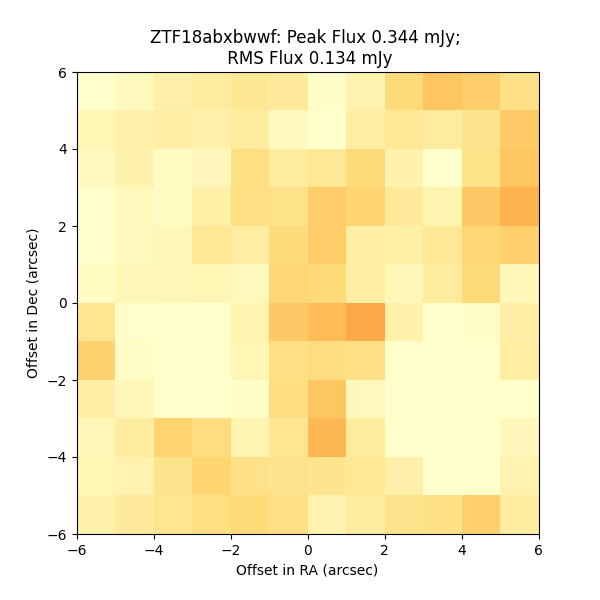 ZTF18abxbwwf: Peak Flux 0.344 mJy;
RMS Flux 0.134 mJy
6
4
2
0
−2
−4
−6
Offset in Dec (arcsec)
−6 −4 −2 0 2 4 6
Offset in RA (arcsec)